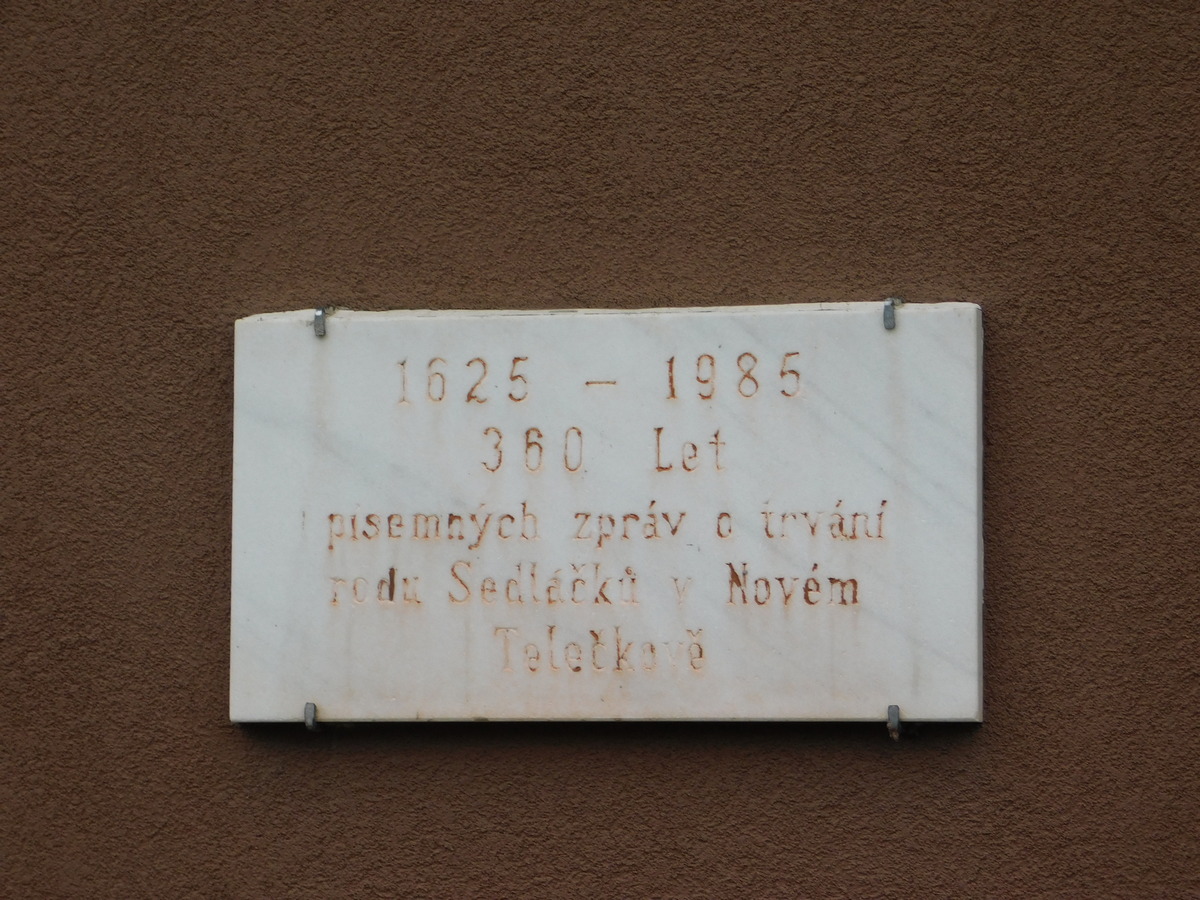 1625 – 1985
360 Let
písemných zpráv o trvání
rodu Sedláčků v Novém
Telečkově